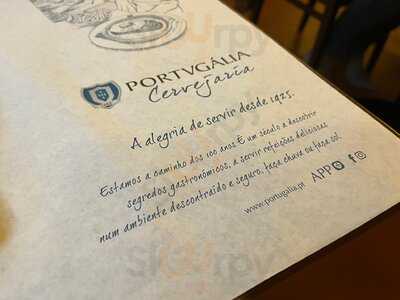 PORTVGÁLIA
Cervejaria
A alegria de servir desde 1925.
Estamos a caminho dos 100 anos É um século a descobrir
segredos gastronómicos, a servir refeições deliciosas
num ambiente descontraído e seguro, faça chuva ou faça sol.
www.portugalia.pt APP